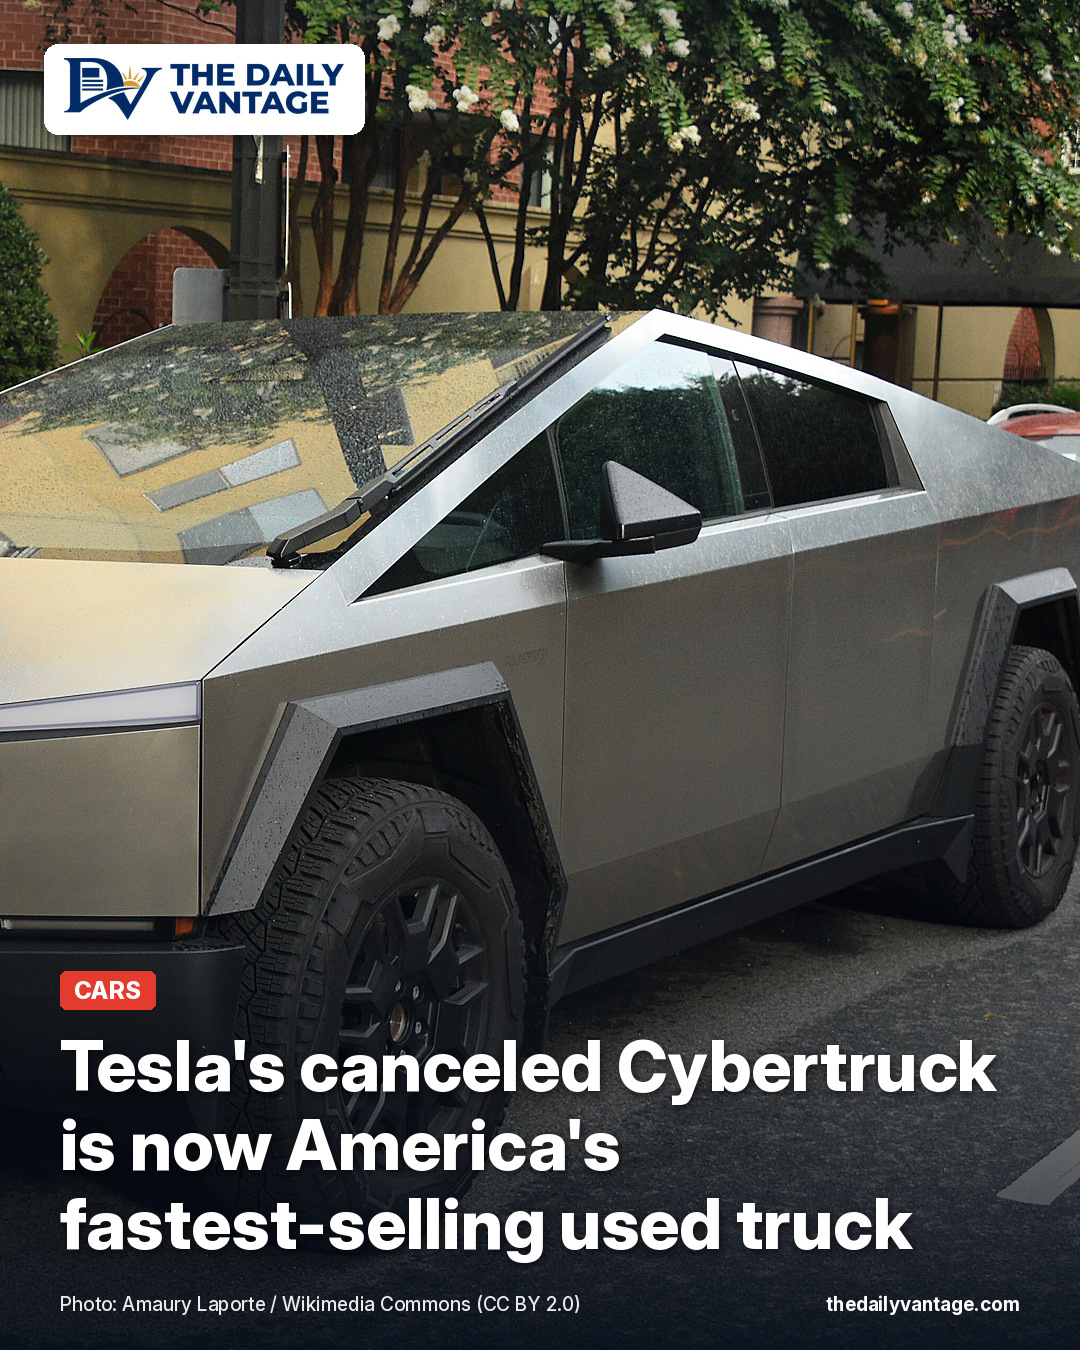 THE DAILY
VANTAGE
CARS
Tesla's canceled Cybertruck
is now America's
fastest-selling used truck
Photo: Amaury Laporte / Wikimedia Commons (CC BY 2.0)
thedailyvantage.com